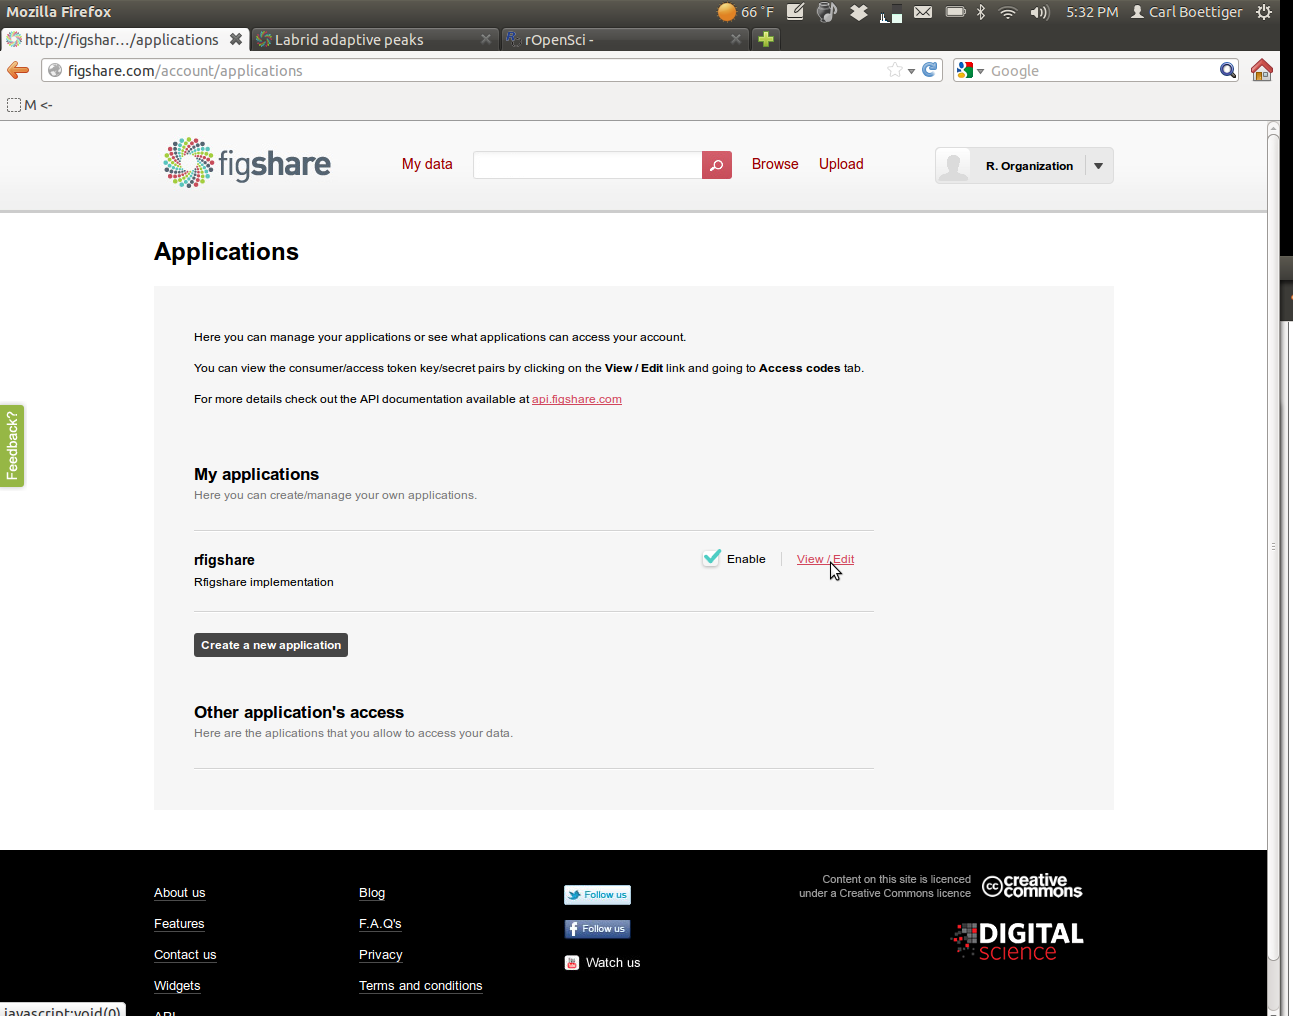 Mozilla Firefox
66 °F
5:32 PM
Carl Boettiger
http://figshar.../applications
Labrid adaptive peaks
rOpenSci -
figshare.com/account/applications
Google
M <-
figshare
My data
Browse
Upload
R. Organization
Applications
Here you can manage your applications or see what applications can access your account.
You can view the consumer/access token key/secret pairs by clicking on the View / Edit link and going to Access codes tab.
For more details check out the API documentation available at api.figshare.com
Feedback?
My applications
Here you can create/manage your own applications.
rfigshare
Enable
View / Edit
Rfigshare implementation
Create a new application
Other application's access
Here are the aplications that you allow to access your data.
About us
Blog
Follow us
Content on this site is licenced
under a Creative Commons licence
cc creative commons
Features
F.A.Q's
Follow us
DIGITAL
science
Contact us
Privacy
Watch us
Widgets
Terms and conditions
API
javascript:void(0)